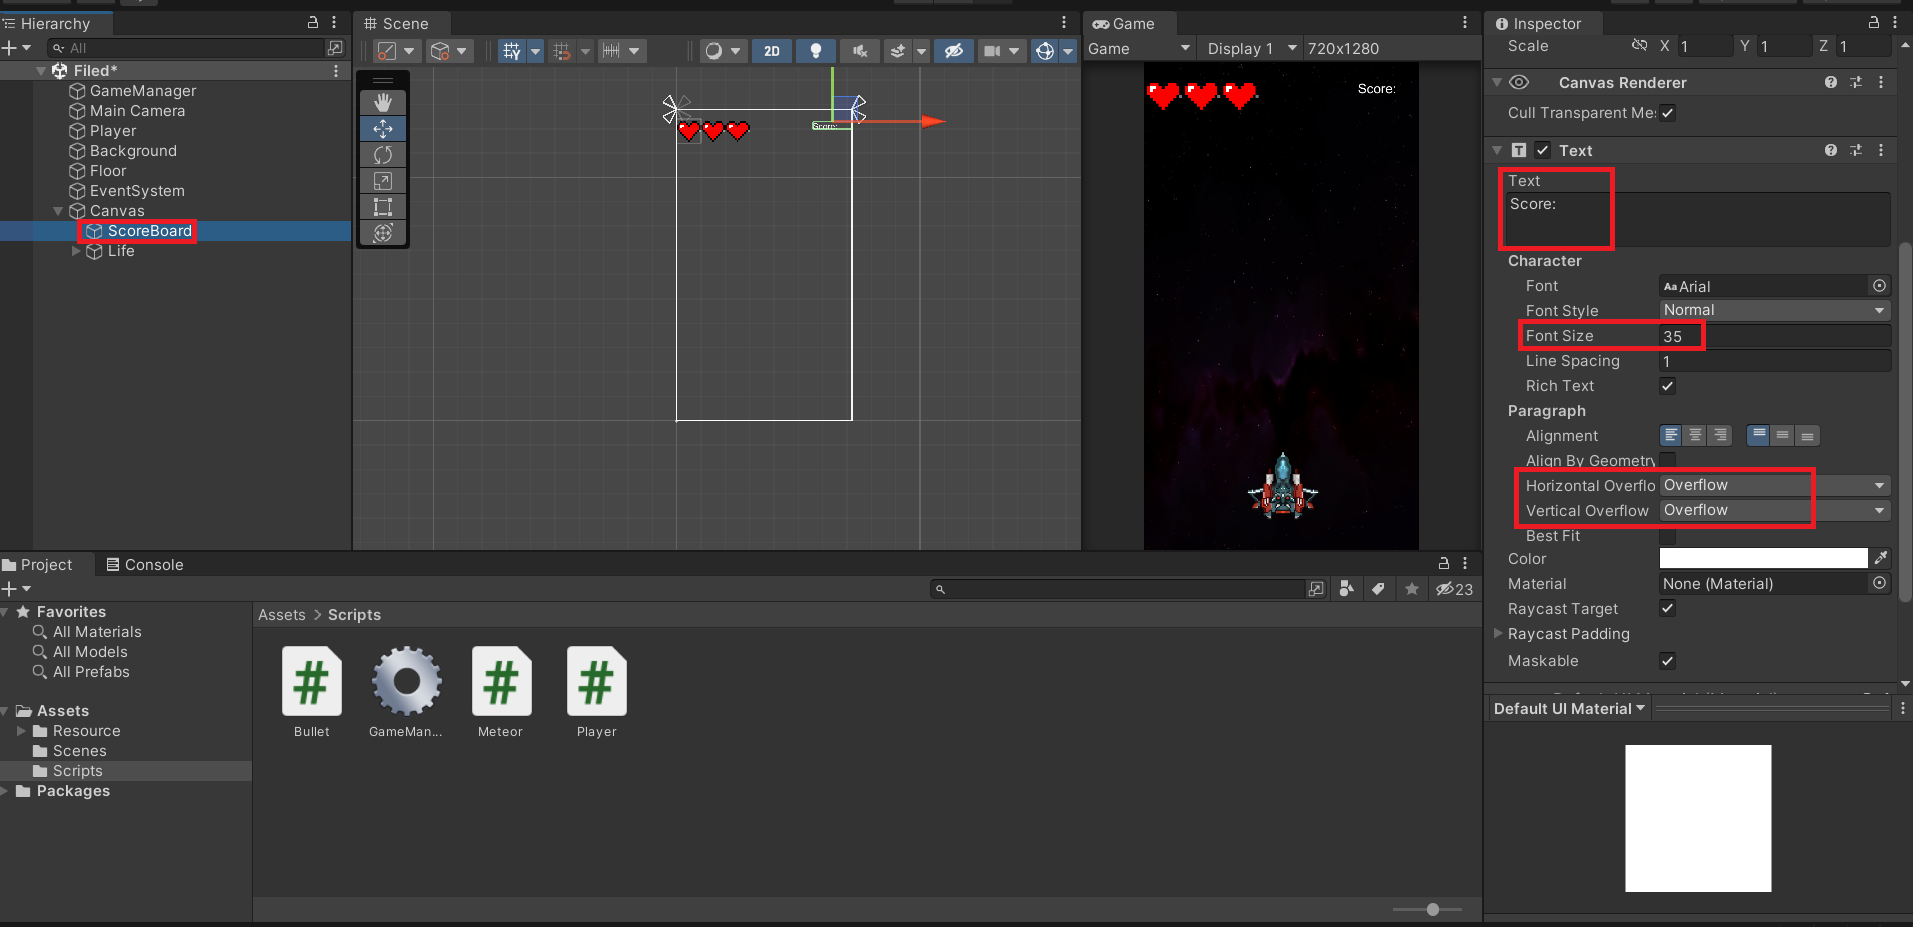 Hierarchy
All
Filed*
GameManager
Main Camera
Player
Background
Floor
EventSystem
Canvas
ScoreBoard
Life
Scene
2D
Score:
Game
Game
Display 1
720x1280
Score:
Inspector
Scale
X 1 Y 1 Z 1
Canvas Renderer
Cull Transparent Mes
Text
Text
Score:
Character
Font
Aa Arial
Font Style
Normal
Font Size
35
Line Spacing
1
Rich Text
Paragraph
Alignment
Align By Geometry
Horizontal Overflo
Overflow
Vertical Overflow
Overflow
Best Fit
Color
Material
None (Material)
Raycast Target
Raycast Padding
Maskable
Default UI Material
Project
Console
23
Favorites
All Materials
All Models
All Prefabs
Assets
Resource
Scenes
Scripts
Packages
Assets > Scripts
Bullet
GameMan...
Meteor
Player